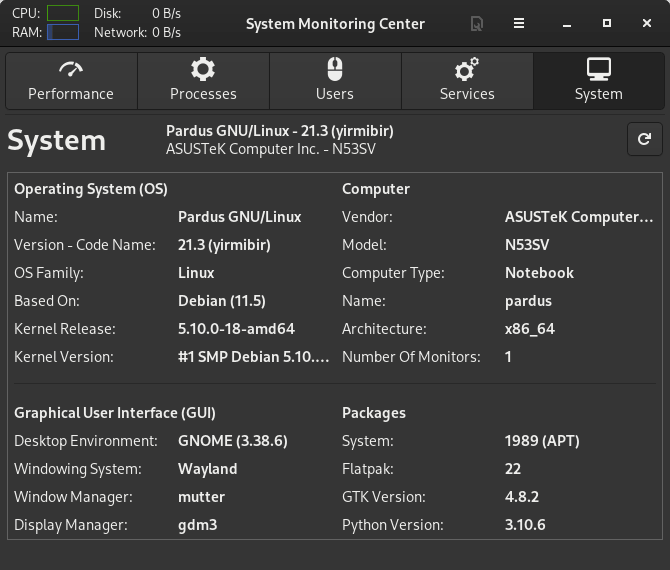 CPU: Disk: 0 B/s
RAM: Network: 0 B/s
System Monitoring Center
Performance Processes Users Services System
System
Pardus GNU/Linux - 21.3 (yirmibir)
ASUSTeK Computer Inc. - N53SV
Operating System (OS)
Name: Pardus GNU/Linux
Version - Code Name: 21.3 (yirmibir)
OS Family: Linux
Based On: Debian (11.5)
Kernel Release: 5.10.0-18-amd64
Kernel Version: #1 SMP Debian 5.10....
Computer
Vendor: ASUSTeK Computer...
Model: N53SV
Computer Type: Notebook
Name: pardus
Architecture: x86_64
Number Of Monitors: 1
Graphical User Interface (GUI)
Desktop Environment: GNOME (3.38.6)
Windowing System: Wayland
Window Manager: mutter
Display Manager: gdm3
Packages
System: 1989 (APT)
Flatpak: 22
GTK Version: 4.8.2
Python Version: 3.10.6